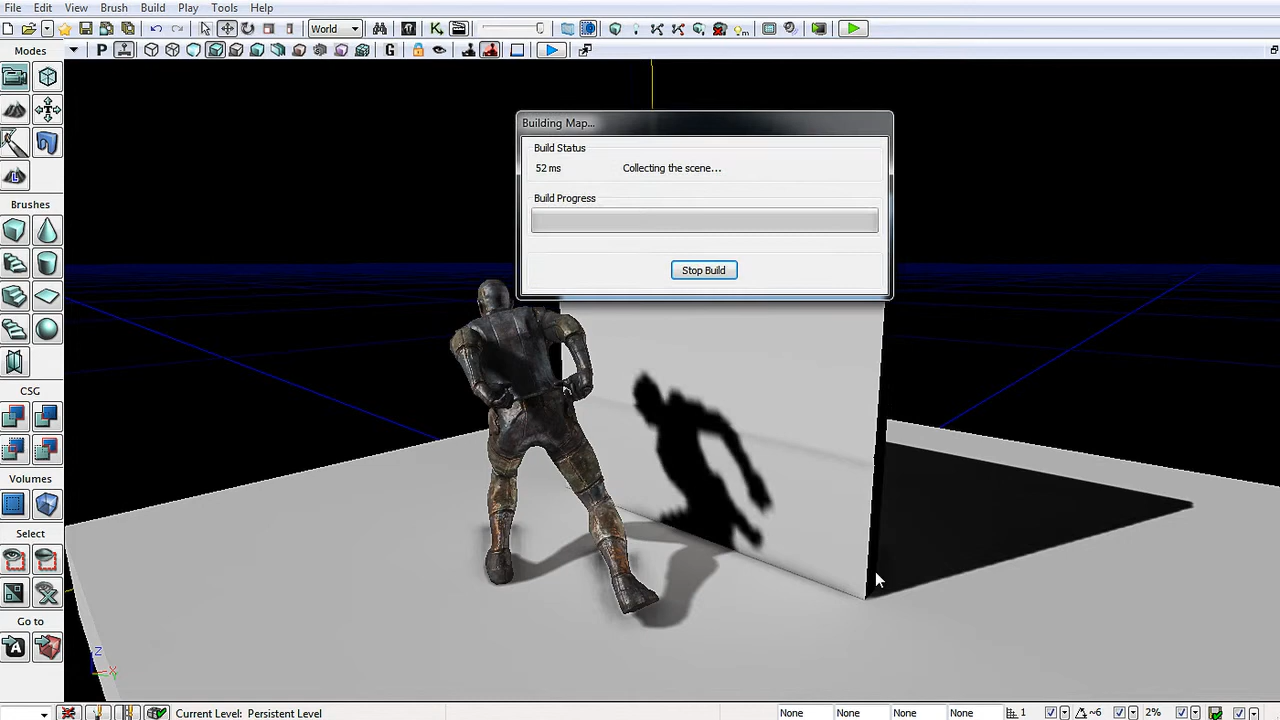 File Edit View Brush Build Play Tools Help
World
Modes
P
G
Building Map...
Build Status
52 ms Collecting the scene...
Build Progress
Stop Build
Brushes
CSG
Volumes
Select
Go to
A
Z
X
Current Level: Persistent Level
None None None None 1 ~6 2%